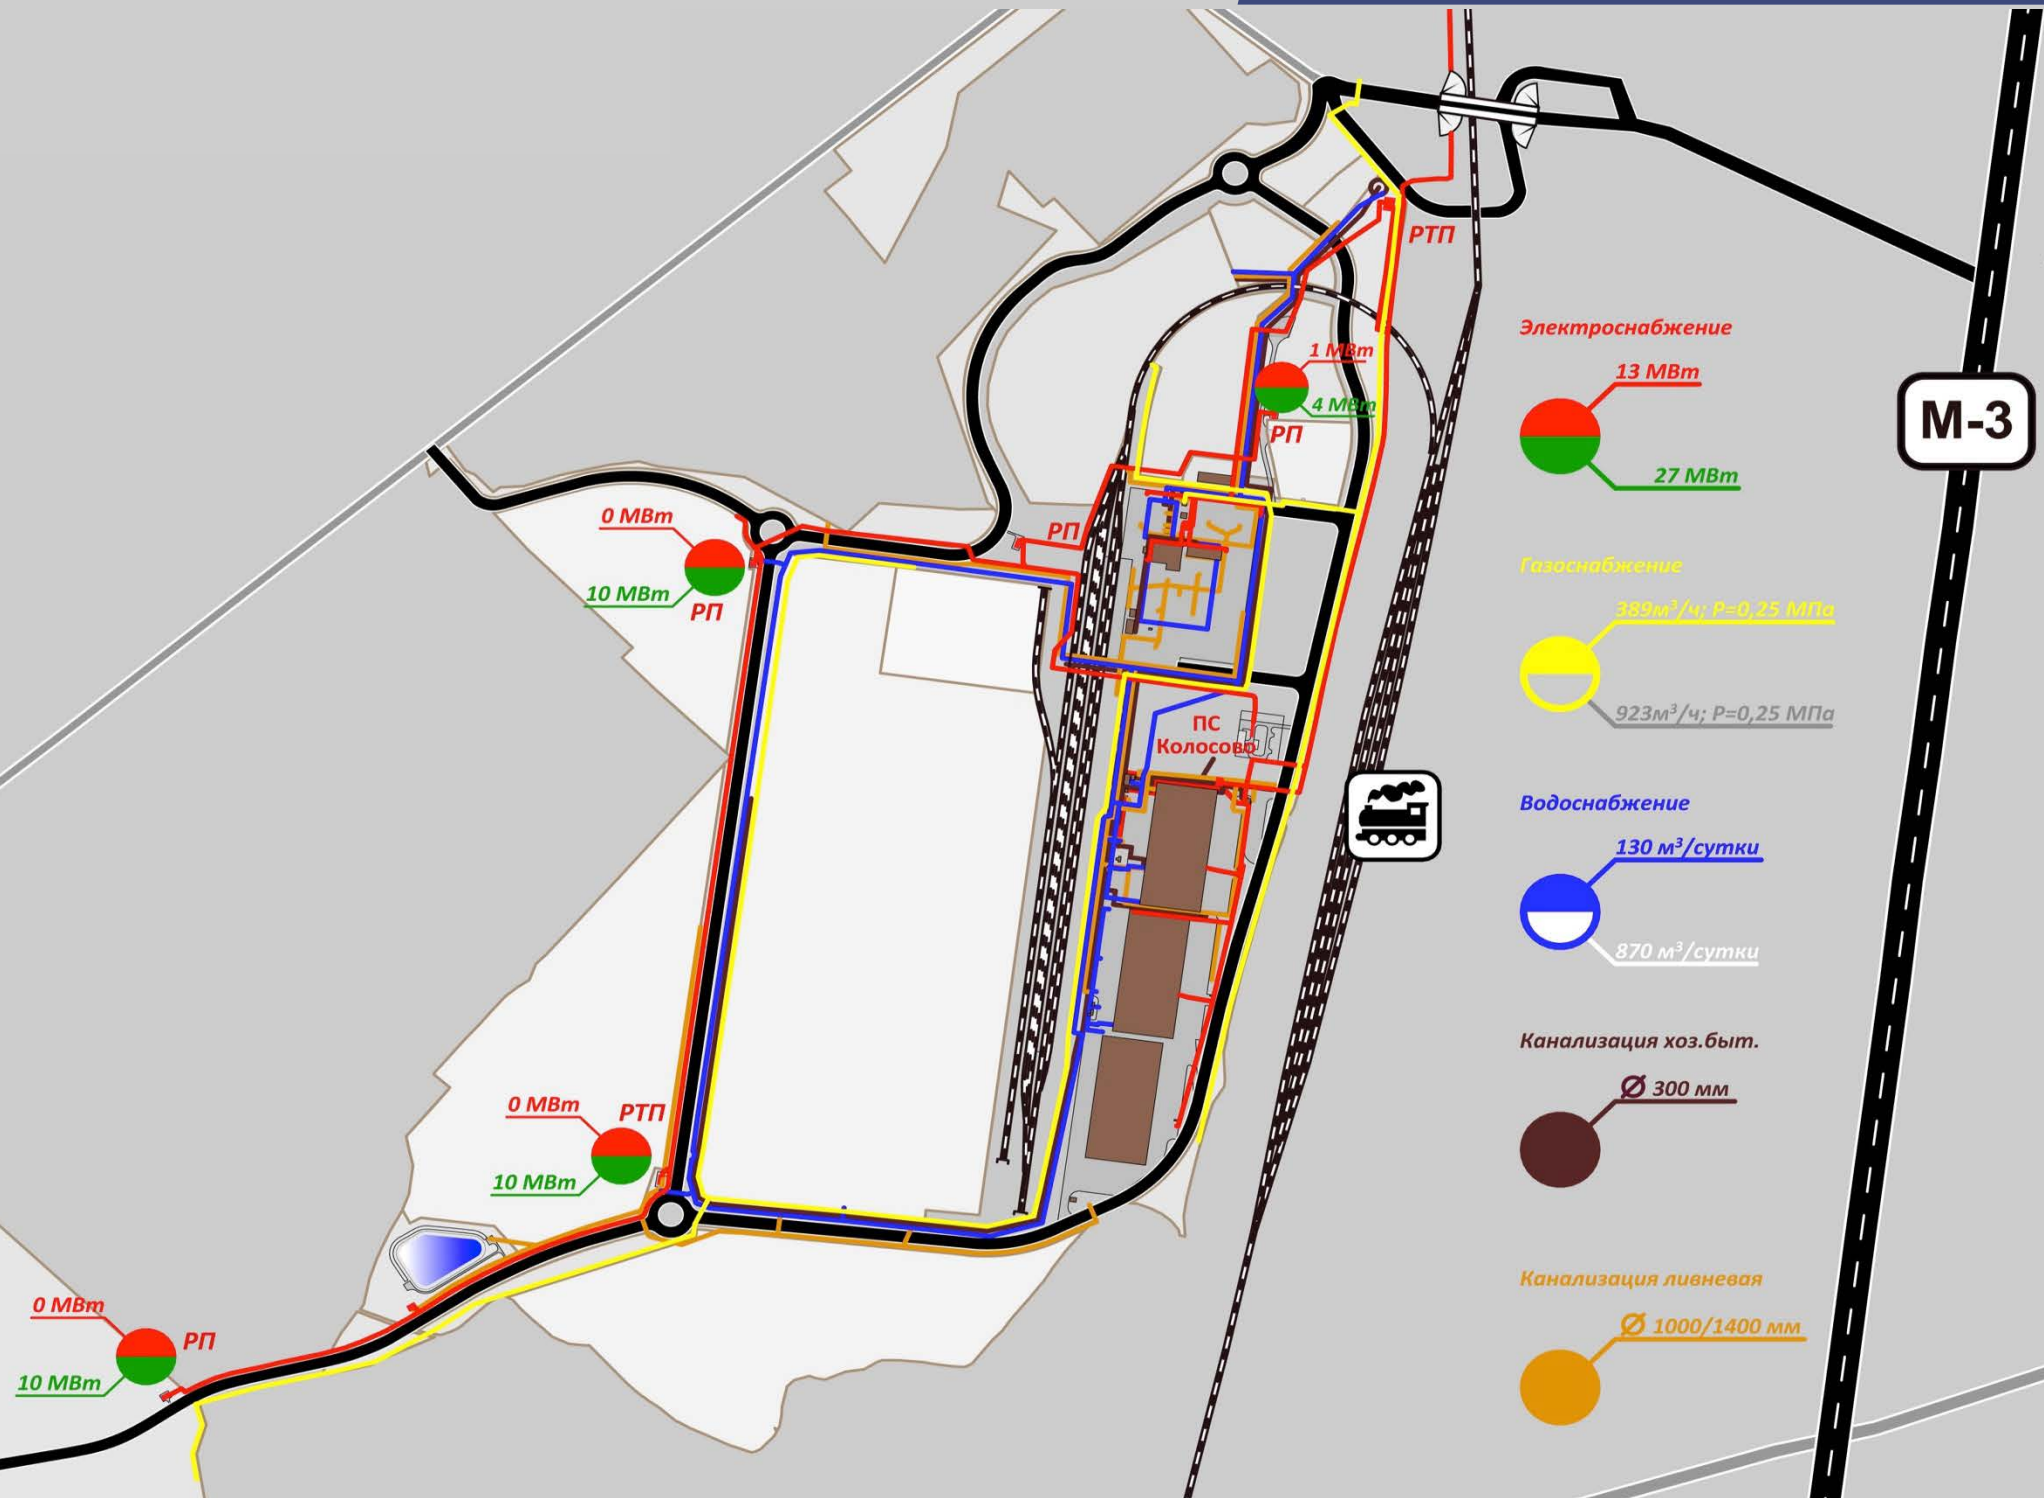 РТП
1 МВт
4 МВт
РП
РП
0 МВт
10 МВт
РП
ПС
Колосово
0 МВт
РТП
10 МВт
0 МВт
РП
10 МВт
М-3
Электроснабжение
13 МВт
27 МВт
Газоснабжение
389м³/ч; Р=0,25 МПа
923м³/ч; Р=0,25 МПа
Водоснабжение
130 м³/сутки
870 м³/сутки
Канализация хоз.быт.
Ø 300 мм
Канализация ливневая
Ø 1000/1400 мм